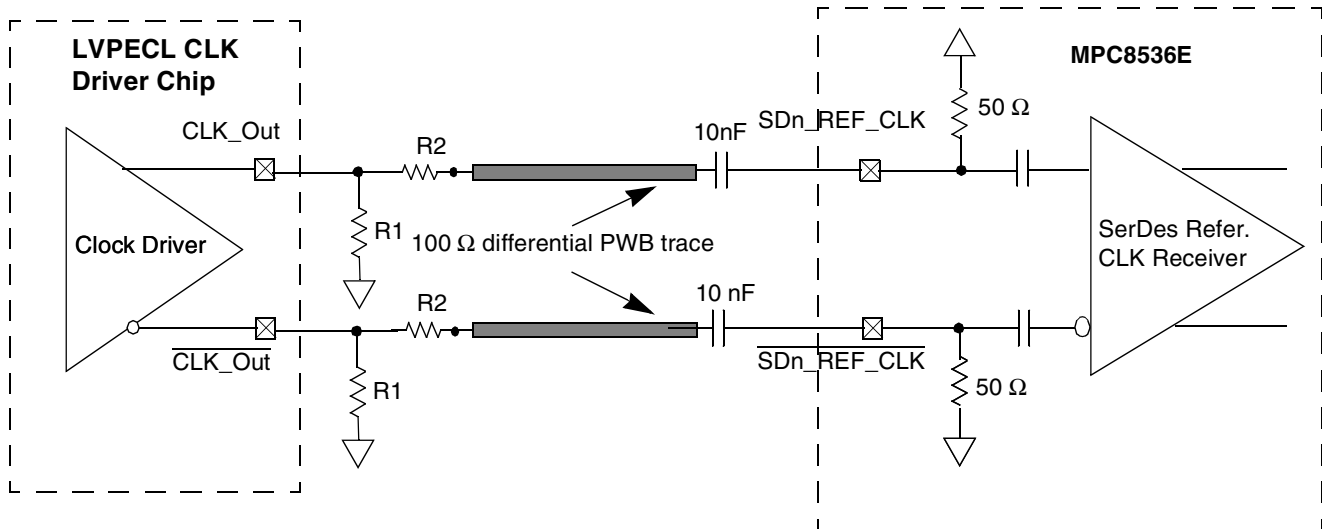 LVPECL CLK
Driver Chip
MPC8536E
CLK_Out
R2
10nF
SDn_REF_CLK
50 Ω
Clock Driver
R1
100 Ω differential PWB trace
SerDes Refer.
CLK Receiver
R2
10 nF
CLK_Out
SDn_REF_CLK
R1
50 Ω